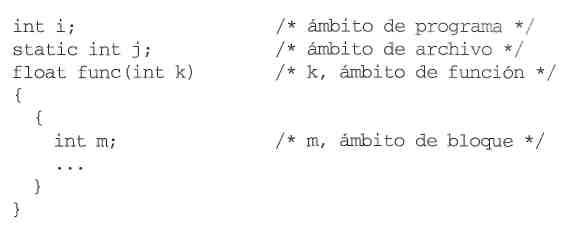 int i;                    /* ámbito de programa */
static int j;             /* ámbito de archivo */
float func(int k)         /* k, ámbito de función */
{
  {
    int m;                /* m, ámbito de bloque */
    ...
  }
}